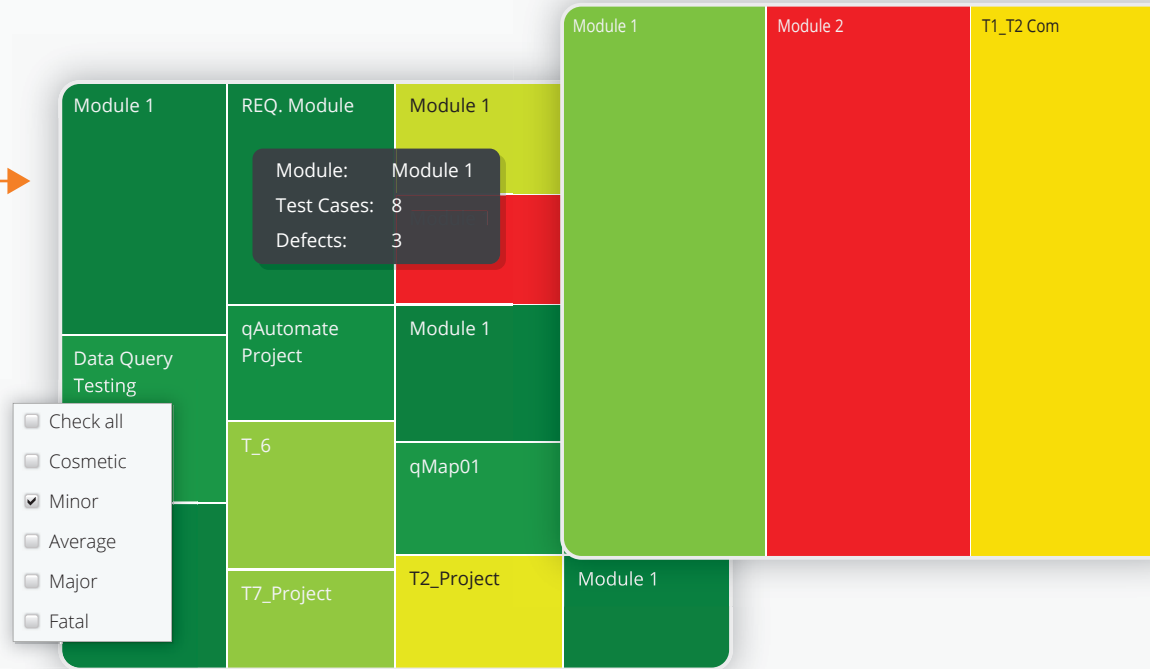 Module 1
Module 2
T1_T2 Com
Module 1
REQ. Module
Module 1
Module: Module 1
Test Cases: 8
Defects: 3
qAutomate
Project
Module 1
Data Query
Testing
Check all
Cosmetic
Minor
Average
Major
Fatal
T_6
qMap01
T7_Project
T2_Project
Module 1